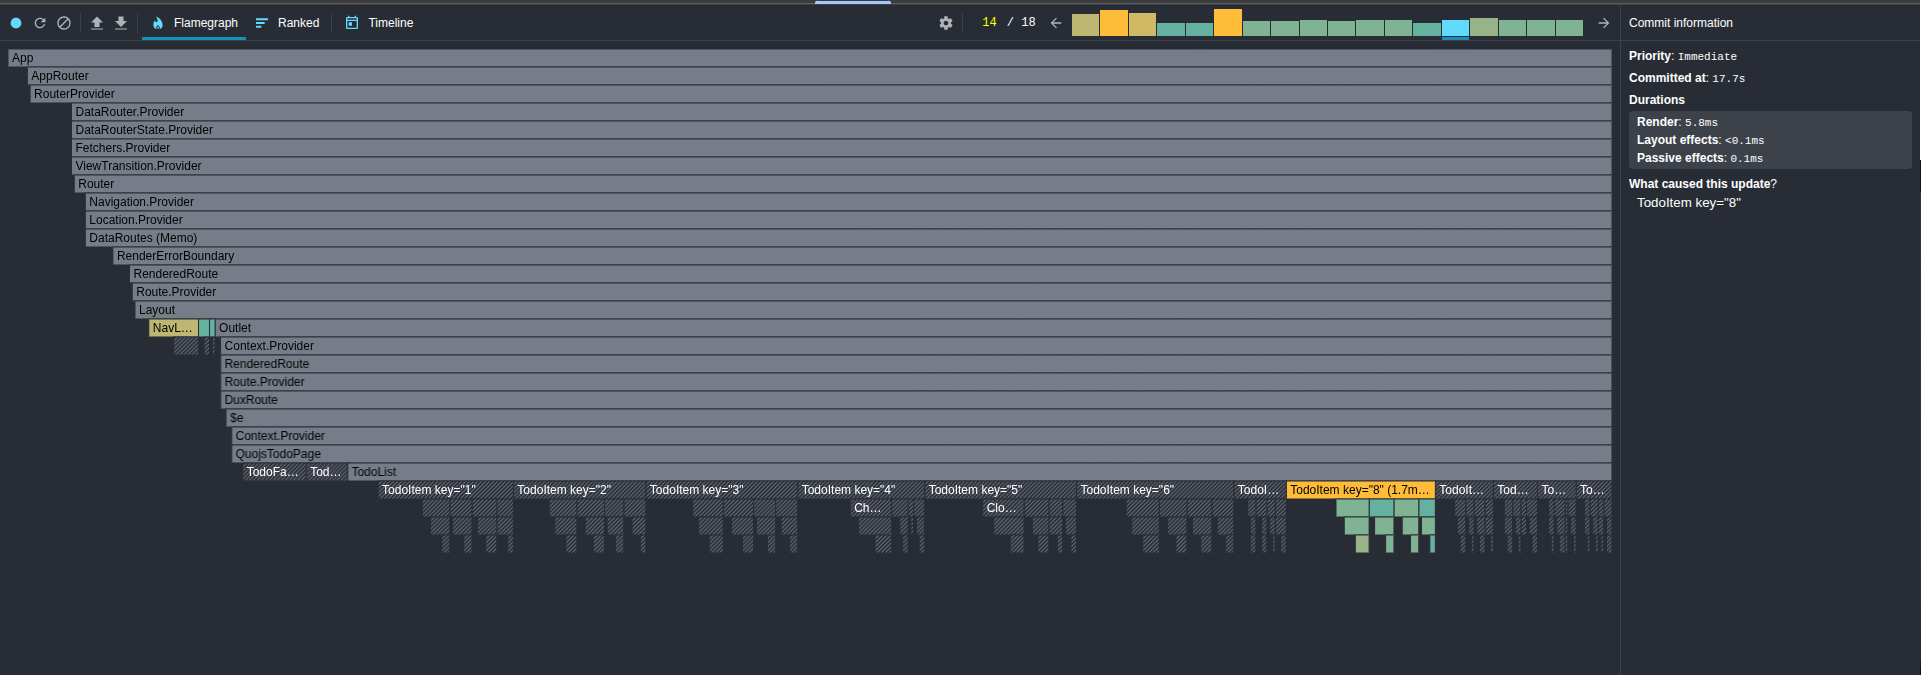 Flamegraph Ranked Timeline 14 / 18 Commit information
Priority: Immediate
Committed at: 17.7s
Durations
Render: 5.8ms
Layout effects: <0.1ms
Passive effects: 0.1ms
What caused this update?
TodoItem key="8"
App
AppRouter
RouterProvider
DataRouter.Provider
DataRouterState.Provider
Fetchers.Provider
ViewTransition.Provider
Router
Navigation.Provider
Location.Provider
DataRoutes (Memo)
RenderErrorBoundary
RenderedRoute
Route.Provider
Layout
NavL… Outlet
Context.Provider
RenderedRoute
Route.Provider
DuxRoute
$e
Context.Provider
QuojsTodoPage
TodoFa… Tod… TodoList
TodoItem key="1" TodoItem key="2" TodoItem key="3" TodoItem key="4" TodoItem key="5" TodoItem key="6" TodoI… TodoItem key="8" (1.7m… TodoIt… Tod… To… To…
Ch… Clo…